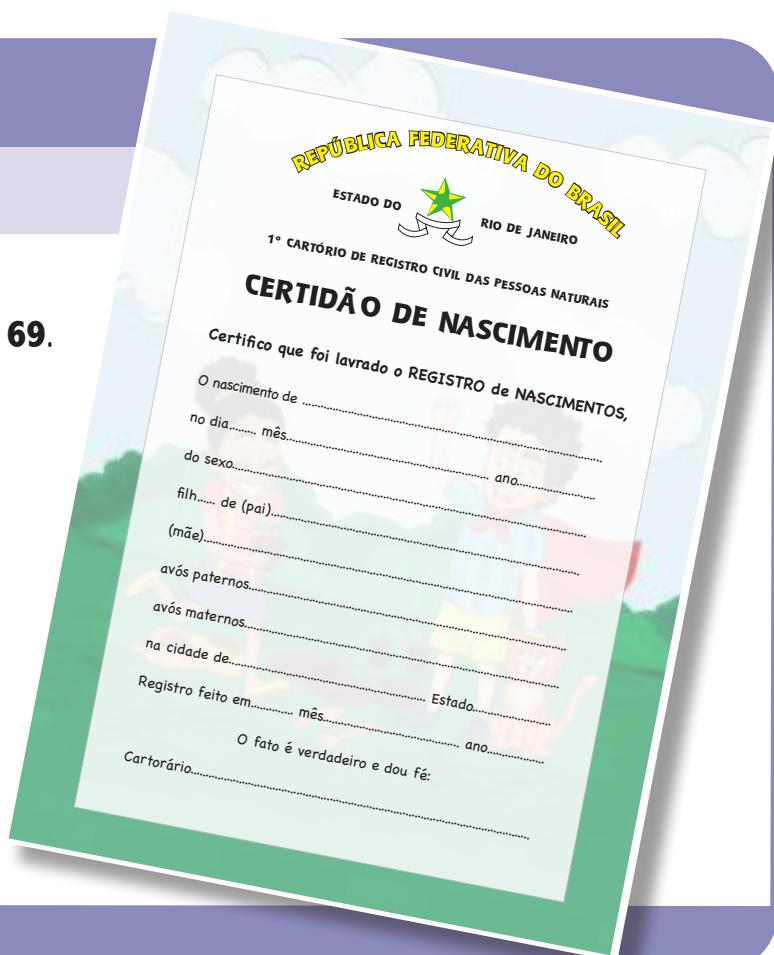 REPÚBLICA FEDERATIVA DO BRASIL
ESTADO DO RIO DE JANEIRO
1º CARTÓRIO DE REGISTRO CIVIL DAS PESSOAS NATURAIS
CERTIDÃO DE NASCIMENTO
69.
Certifico que foi lavrado o REGISTRO de NASCIMENTOS,
O nascimento de ................................................................................
no dia........ mês............................................................ ano.....................
do sexo................................................................................................
filh...... de (pai)....................................................................................
(mãe)....................................................................................................
avós paternos........................................................................................
avós maternos.......................................................................................
na cidade de.......................................................... Estado.....................
Registro feito em............ mês........................................ ano................
O fato é verdadeiro e dou fé:
Cartorário.............................................................................................